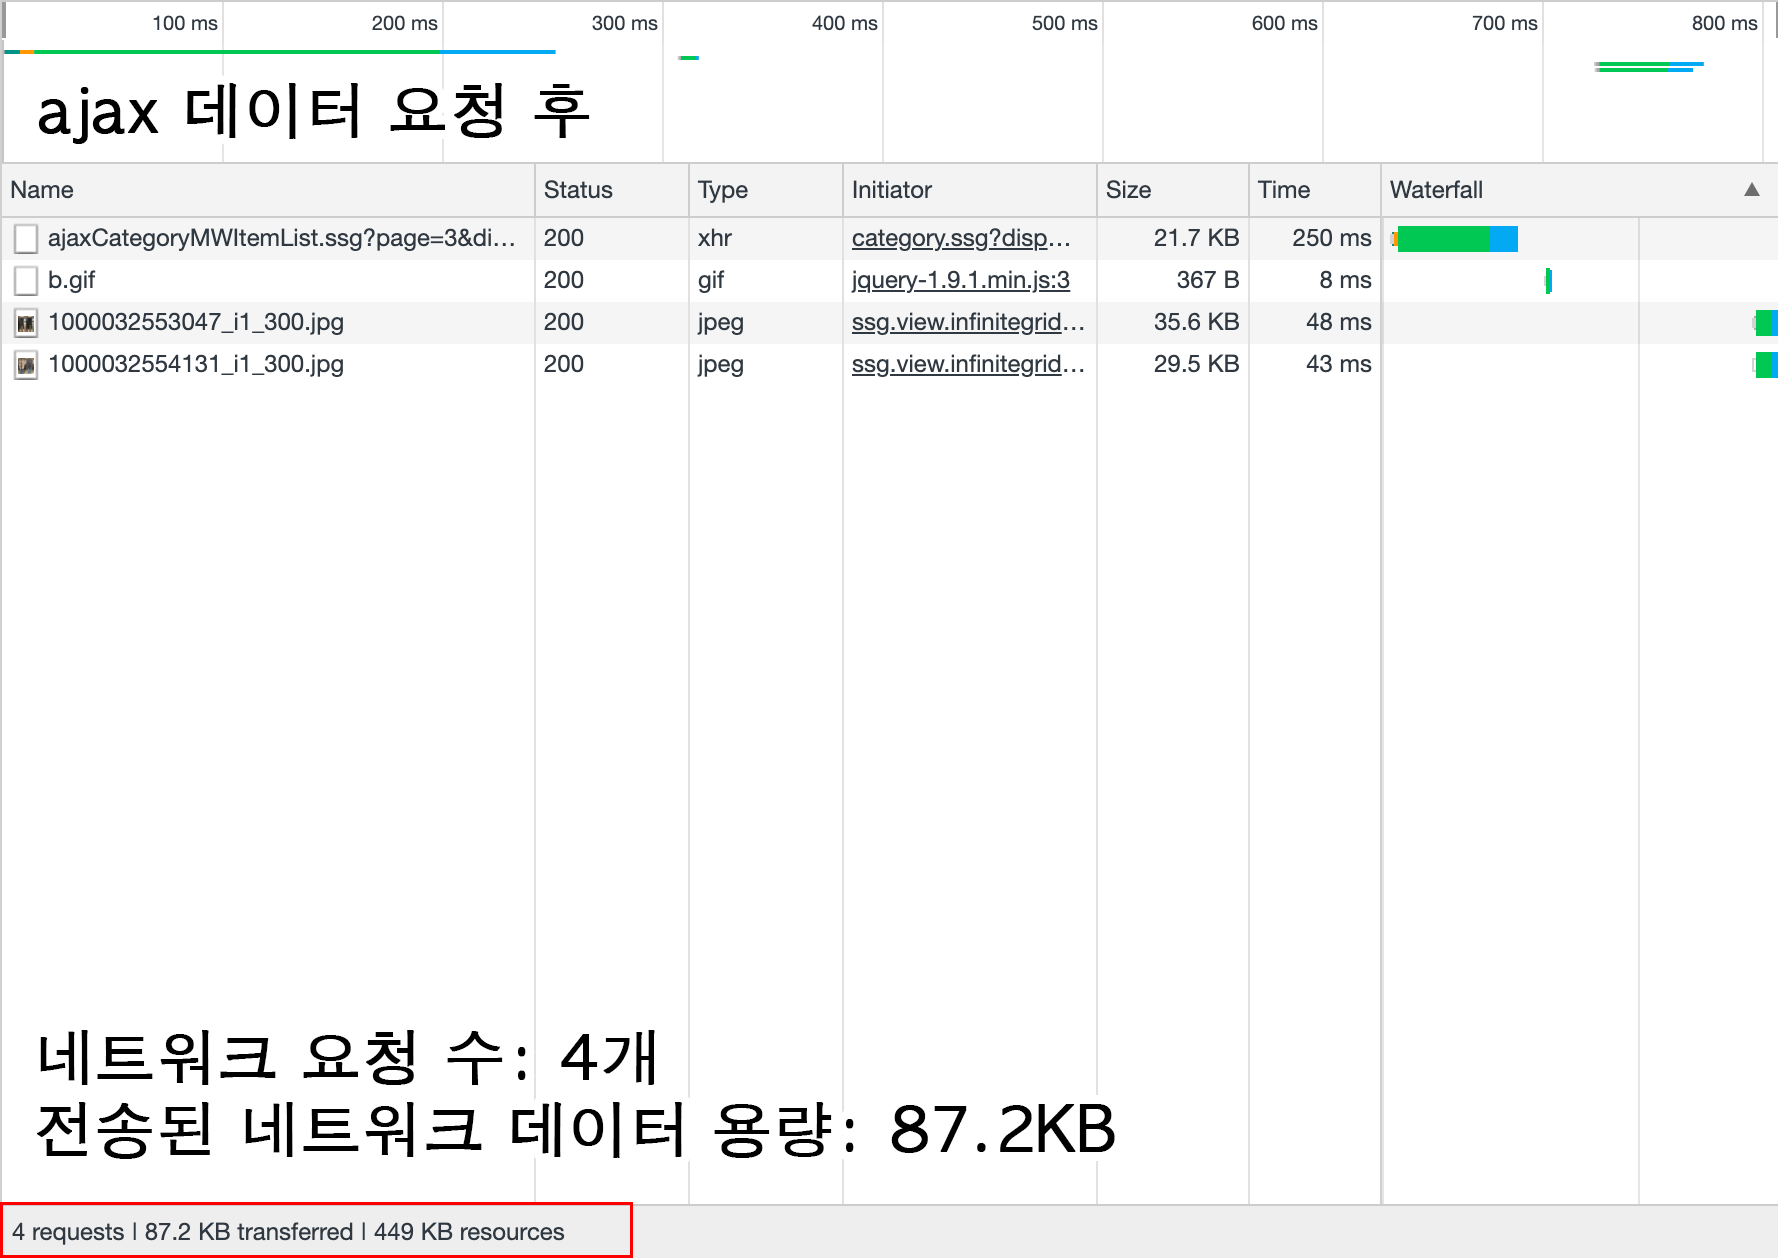 100 ms 200 ms 300 ms 400 ms 500 ms 600 ms 700 ms 800 ms
ajax 데이터 요청 후
Name Status Type Initiator Size Time Waterfall
ajaxCategoryMWItemList.ssg?page=3&di... 200 xhr category.ssg?disp... 21.7 KB 250 ms
b.gif 200 gif jquery-1.9.1.min.js:3 367 B 8 ms
1000032553047_i1_300.jpg 200 jpeg ssg.view.infinitegrid... 35.6 KB 48 ms
1000032554131_i1_300.jpg 200 jpeg ssg.view.infinitegrid... 29.5 KB 43 ms
네트워크 요청 수: 4개
전송된 네트워크 데이터 용량: 87.2KB
4 requests | 87.2 KB transferred | 449 KB resources